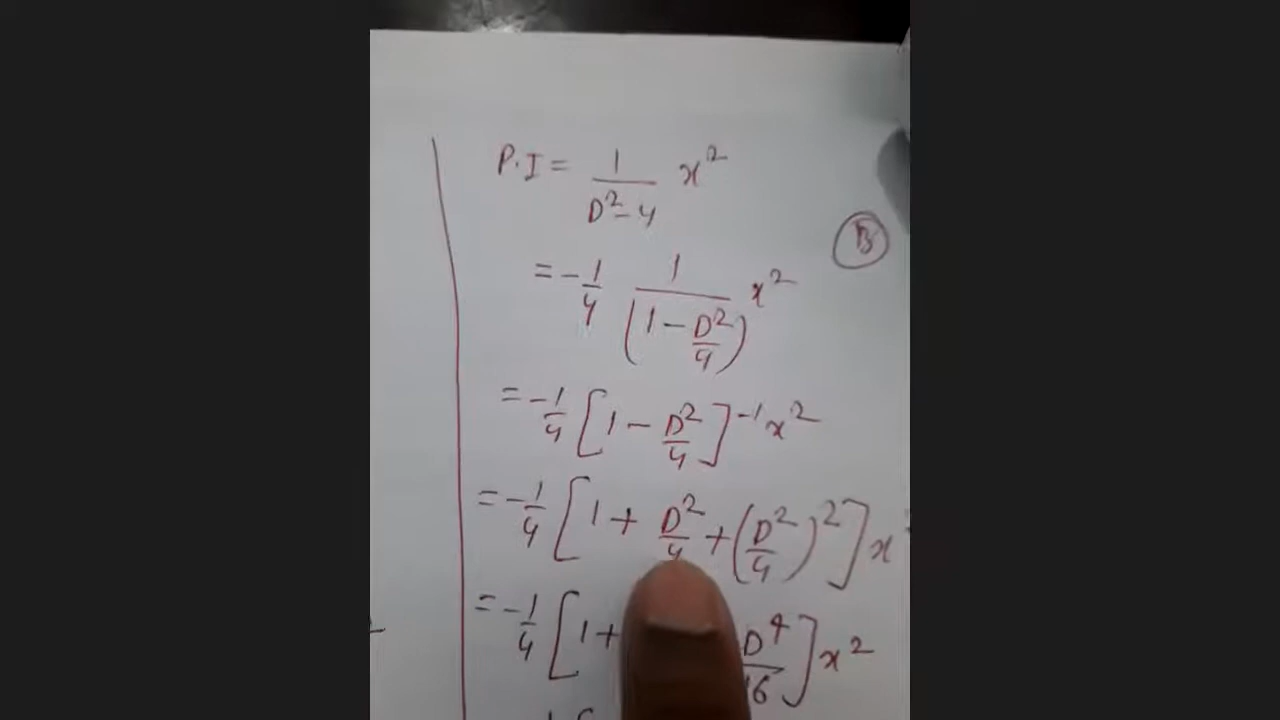 P.I = 1/(D²-4) x²
B
= -1/4 1/(1 - D²/4) x²
= -1/4 [1 - D²/4]⁻¹ x²
= -1/4 [1 + D²/4 + (D²/4)²] x
= -1/4 [1 + D⁴/16] x²